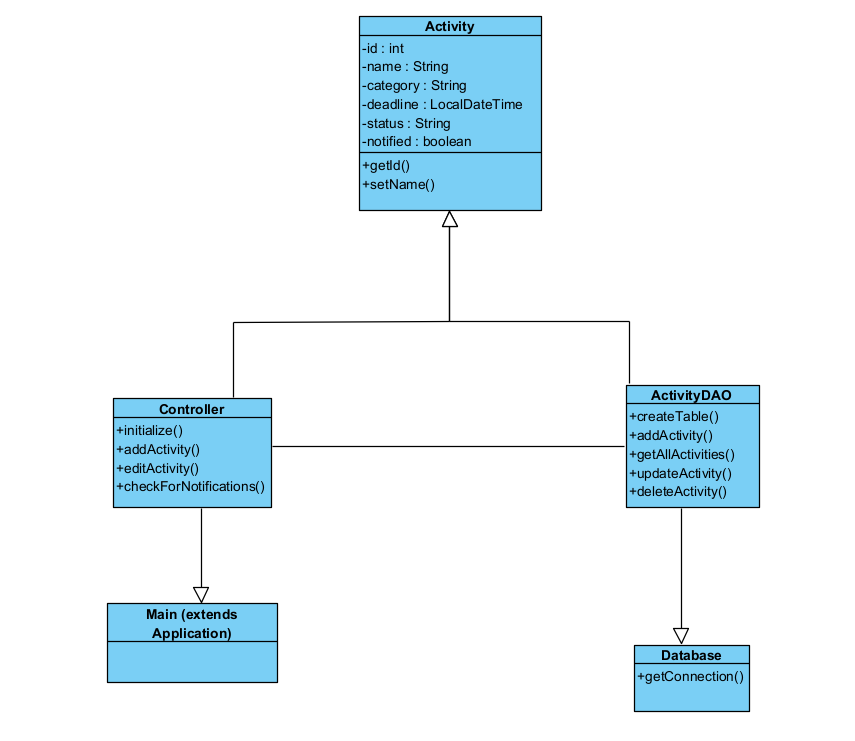 Activity
-id : int
-name : String
-category : String
-deadline : LocalDateTime
-status : String
-notified : boolean
+getId()
+setName()
Controller
+initialize()
+addActivity()
+editActivity()
+checkForNotifications()
ActivityDAO
+createTable()
+addActivity()
+getAllActivities()
+updateActivity()
+deleteActivity()
Main (extends
Application)
Database
+getConnection()